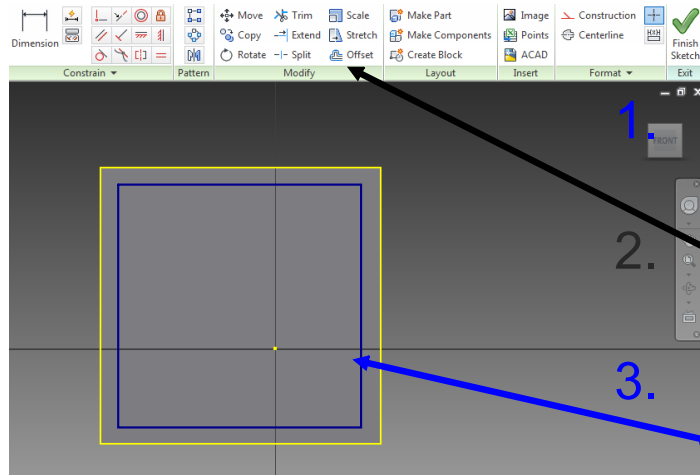 Move Trim Scale Make Part Image Construction
Dimension Copy Extend Stretch Make Components Points Centerline
Rotate Split Offset Create Block ACAD Finish Sketch
Constrain Pattern Modify Layout Insert Format Exit
1.
FRONT
2.
3.